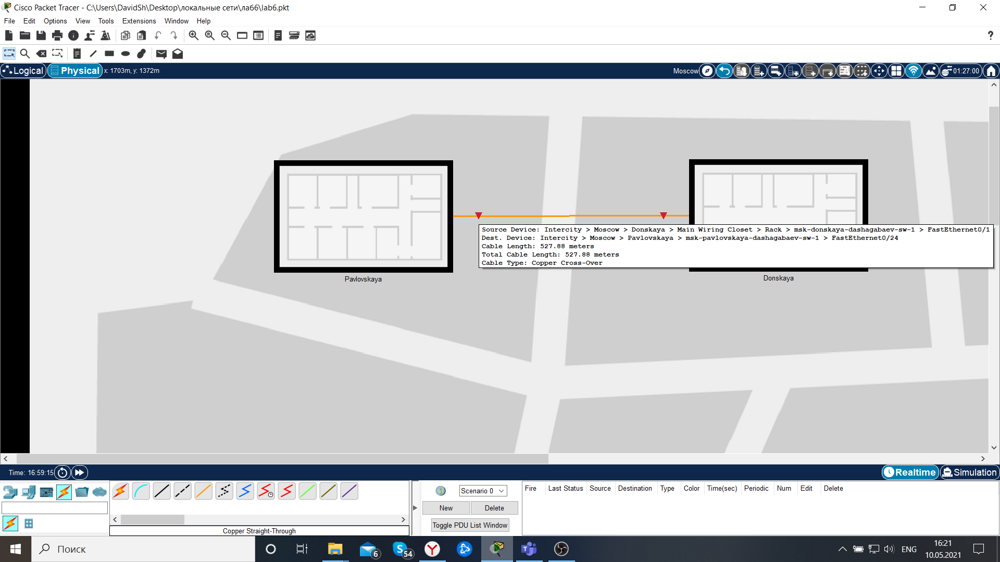 Cisco Packet Tracer - C:\Users\DavidSh\Desktop\локальные сети\ла66\lab6.pkt
File Edit Options View Tools Extensions Window Help
Logical Physical x: 1703m, y: 1372m Moscow 01:27:00
Source Device: Intercity > Moscow > Donskaya > Main Wiring Closet > Rack > msk-donskaya-dashagabaev-sw-1 > FastEthernet0/1
Dest. Device: Intercity > Moscow > Pavlovskaya > msk-pavlovskaya-dashagabaev-sw-1 > FastEthernet0/24
Cable Length: 527.88 meters
Total Cable Length: 527.88 meters
Cable Type: Copper Cross-Over
Pavlovskaya
Donskaya
Time: 16:59:15 Realtime Simulation
Scenario 0
New Delete
Toggle PDU List Window
Fire Last Status Source Destination Type Color Time(sec) Periodic Num Edit Delete
Copper Straight-Through
Поиск 6 54 ENG
16:21
10.05.2021